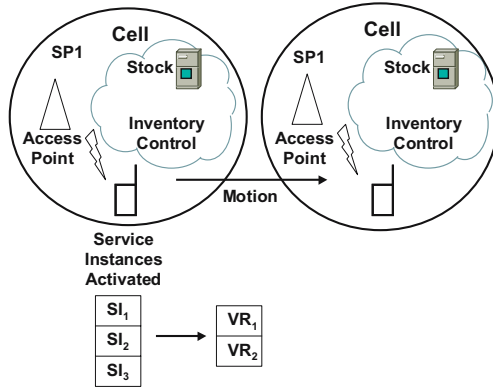 Cell
SP1
Stock
Access
Point
Inventory
Control
Cell
SP1
Stock
Access
Point
Inventory
Control
Motion
Service
Instances
Activated
SI₁
SI₂
SI₃
VR₁
VR₂